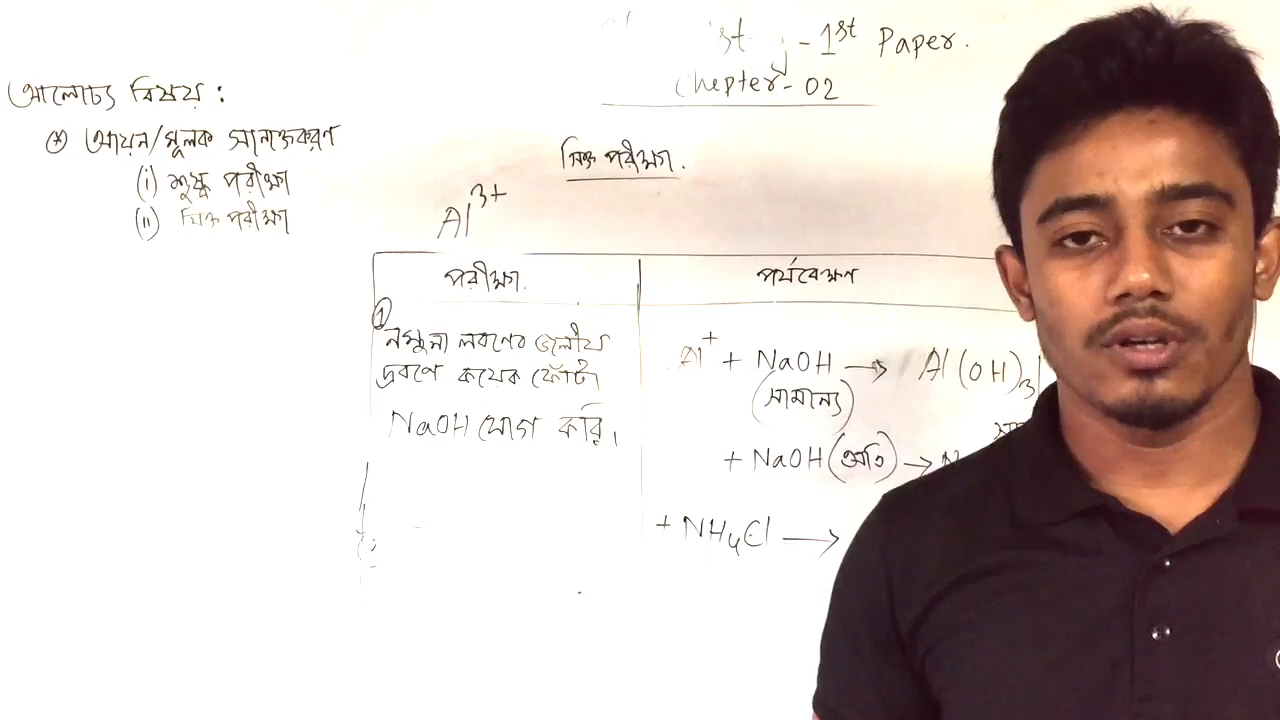 - 1st Paper.
Chepter- 02
আলোচ্য বিষয় :
আয়ন/মূলক সনাক্তকরণ
(i) শুষ্ক পরীক্ষা
(ii) সিক্ত পরীক্ষা
সিক্ত পরীক্ষা.
Al3+
পরীক্ষা.
পর্যবেক্ষণ
1
নমুনা লবণের জলীয়
দ্রবণে কয়েক ফোঁটা
NaOH যোগ করি।
Al+ + NaOH → Al(OH)3↓
(সামান্য)
+ NaOH (অতি) → N
+ NH4Cl →